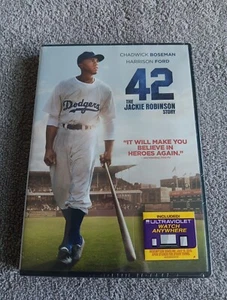 CHADWICK BOSEMAN
HARRISON FORD
42
THE
JACKIE ROBINSON
STORY
Dodgers
"IT WILL MAKE YOU
BELIEVE IN
HEROES AGAIN."
INCLUDED!
ULTRAVIOLET
WATCH
ANYWHERE